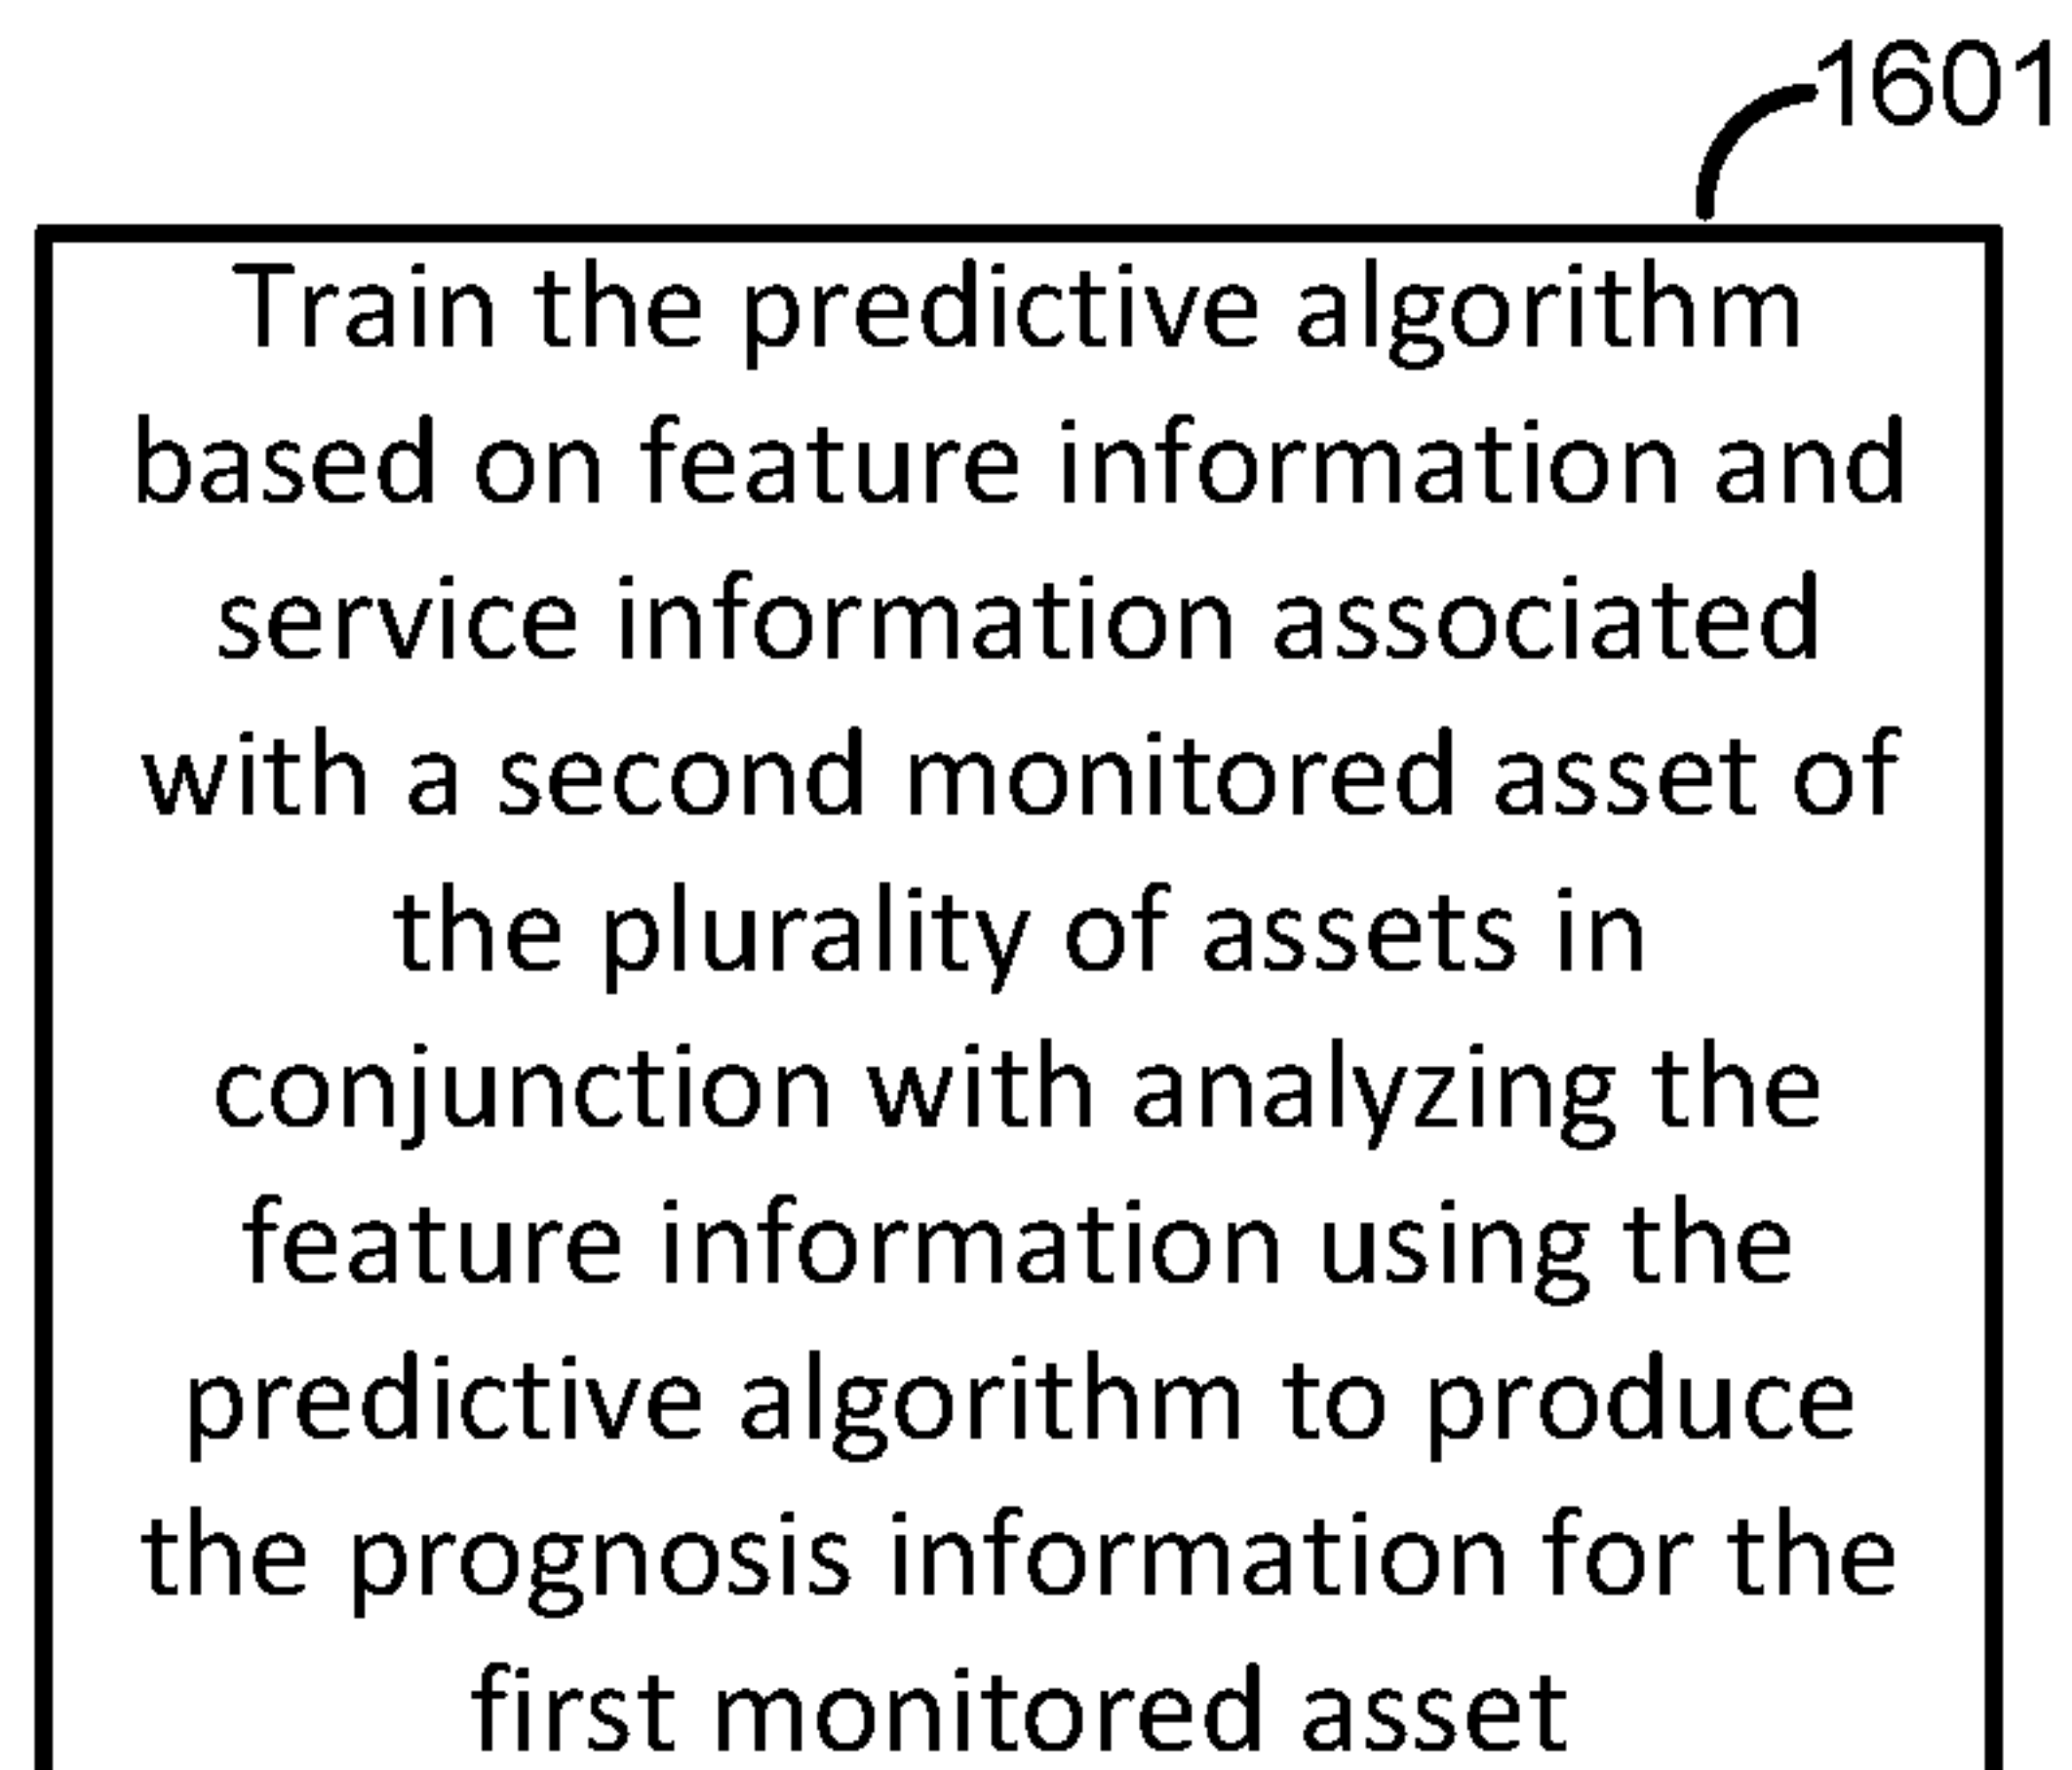 1601
Train the predictive algorithm
based on feature information and
service information associated
with a second monitored asset of
the plurality of assets in
conjunction with analyzing the
feature information using the
predictive algorithm to produce
the prognosis information for the
first monitored asset